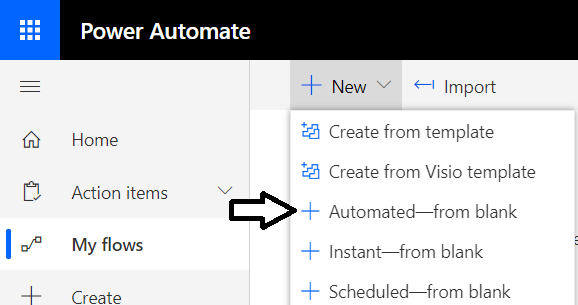 Power Automate
New
Import
Home
Create from template
Create from Visio template
Action items
Automated—from blank
My flows
Instant—from blank
Create
Scheduled—from blank